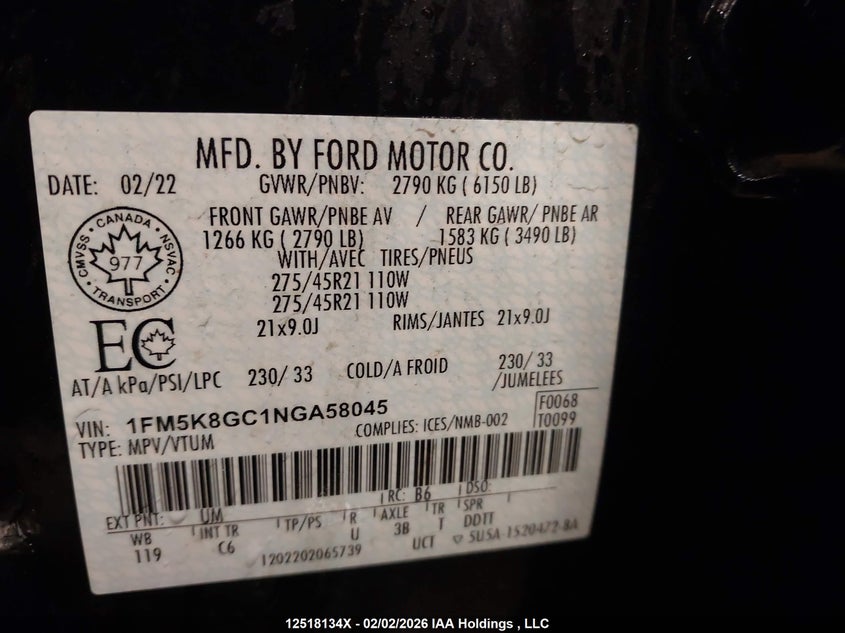 MFD. BY FORD MOTOR CO.
DATE: 02/22 GVWR/PNBV: 2790 KG ( 6150 LB)
FRONT GAWR/PNBE AV / REAR GAWR/ PNBE AR
1266 KG ( 2790 LB) 1583 KG ( 3490 LB)
WITH/AVEC TIRES/PNEUS
275/45R21 110W
275/45R21 110W
21x9.0J RIMS/JANTES 21x9.0J
CANADA
CMVSS NSVAC
977
TRANSPORT
EC
AT/A kPa/PSI/LPC 230/ 33 COLD/A FROID 230/ 33
/JUMELEES
VIN: 1FM5K8GC1NGA58045
COMPLIES: ICES/NMB-002
F0068
T0099
TYPE: MPV/VTUM
EXT PNT: UM RC: B6 DSO:
WB INT TR TP/PS R AXLE TR SPR
119 C6 U 3B T DDTT
1202202065739 UCT 5U5A-1520472-BA
12518134X - 02/02/2026 IAA Holdings , LLC